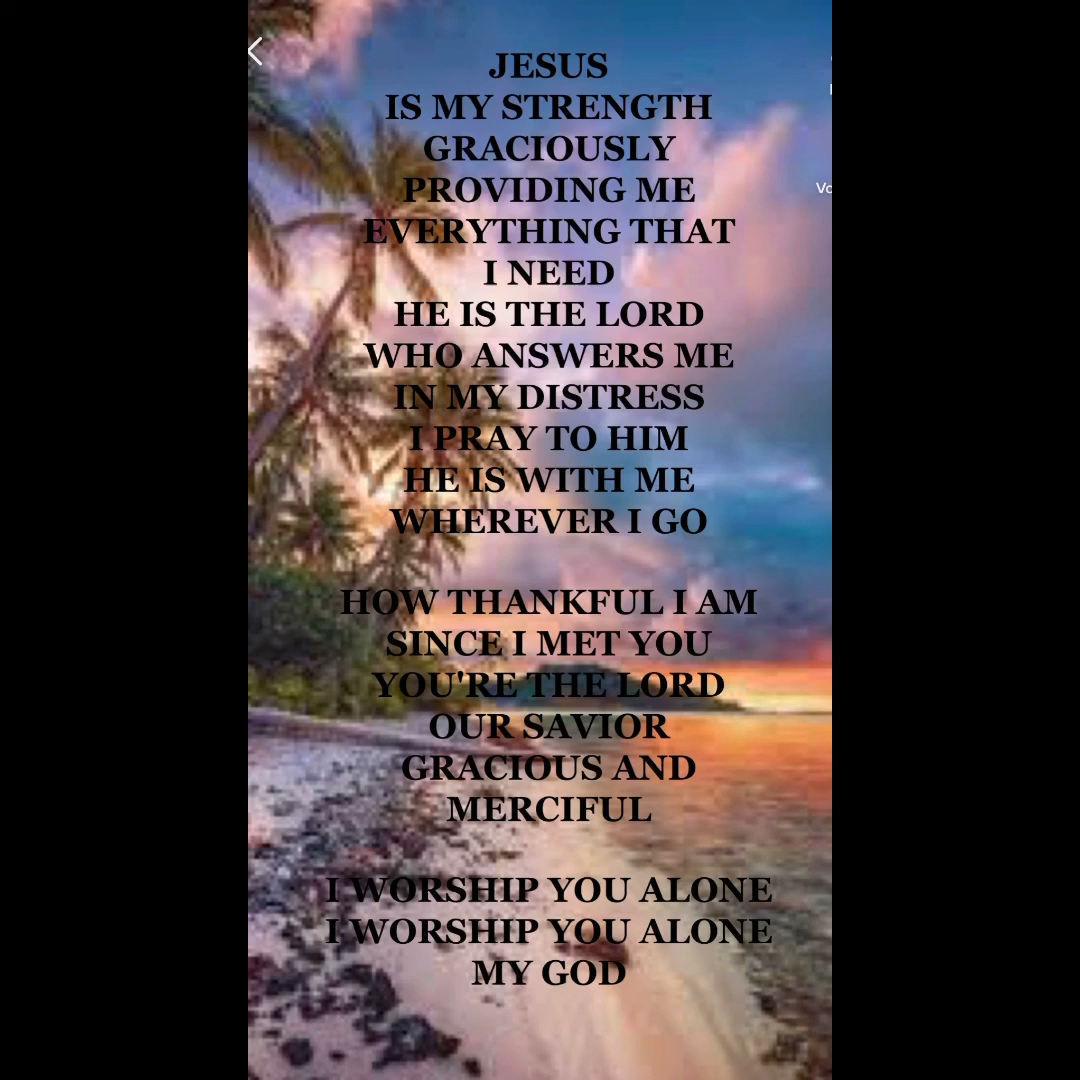 JESUS
IS MY STRENGTH
GRACIOUSLY
PROVIDING ME
EVERYTHING THAT
I NEED
HE IS THE LORD
WHO ANSWERS ME
IN MY DISTRESS
I PRAY TO HIM
HE IS WITH ME
WHEREVER I GO
HOW THANKFUL I AM
SINCE I MET YOU
YOU'RE THE LORD
OUR SAVIOR
GRACIOUS AND
MERCIFUL
I WORSHIP YOU ALONE
I WORSHIP YOU ALONE
MY GOD